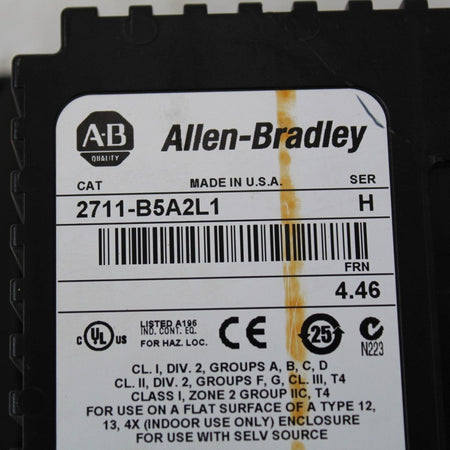 A-B
QUALITY
Allen-Bradley
CAT MADE IN U.S.A. SER
2711-B5A2L1 H
FRN
4.46
c UL US
LISTED A196
IND. CONT. EQ.
FOR HAZ. LOC.
CE
25
N223
CL. I, DIV. 2, GROUPS A, B, C, D
CL. II, DIV. 2, GROUPS F, G, CL. III, T4
CLASS I, ZONE 2 GROUP IIC, T4
FOR USE ON A FLAT SURFACE OF A TYPE 12,
13, 4X (INDOOR USE ONLY) ENCLOSURE
FOR USE WITH SELV SOURCE